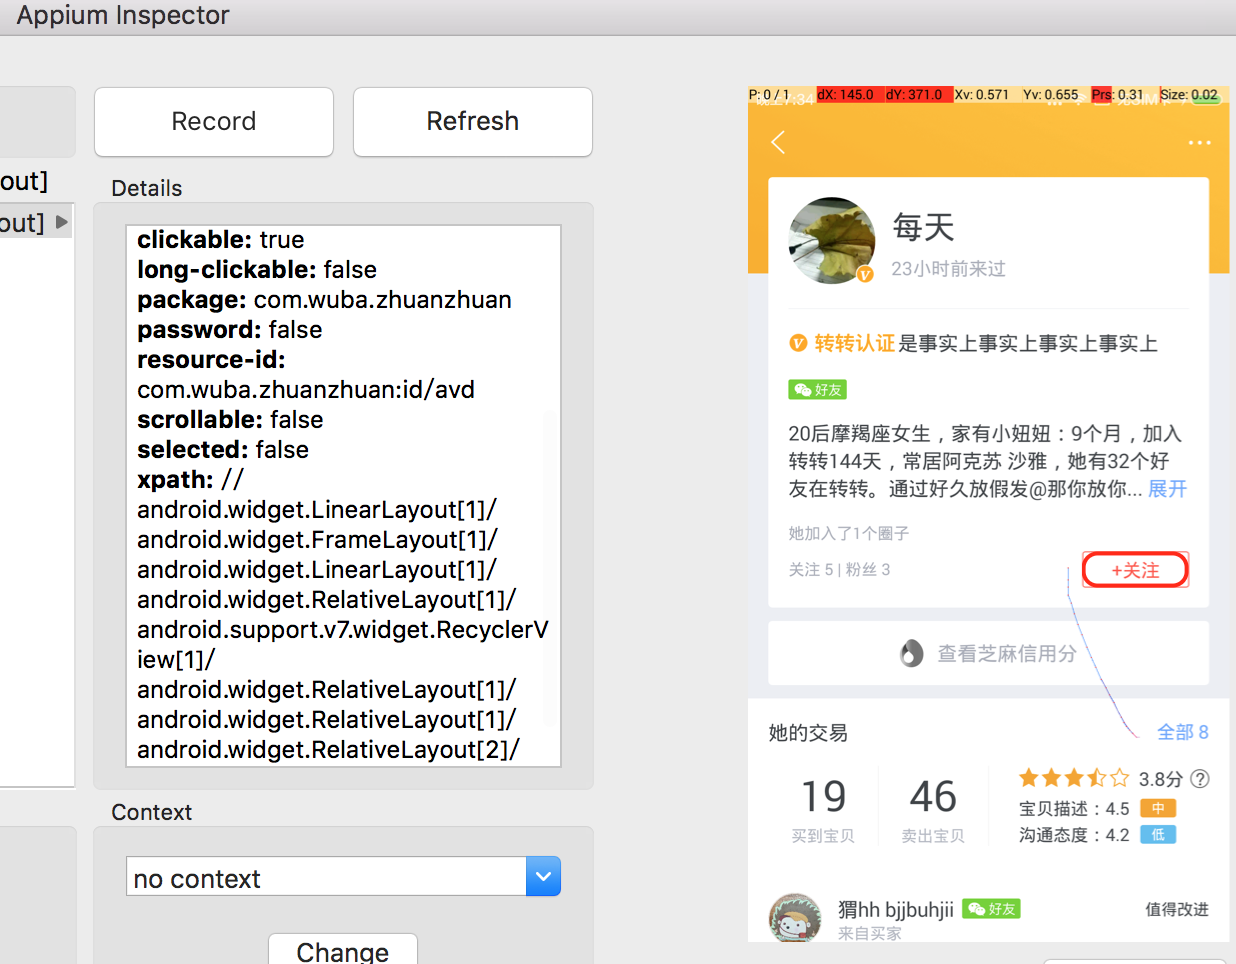 Appium Inspector
Record
Refresh
out]
out]
Details
clickable: true
long-clickable: false
package: com.wuba.zhuanzhuan
password: false
resource-id:
com.wuba.zhuanzhuan:id/avd
scrollable: false
selected: false
xpath: //
android.widget.LinearLayout[1]/
android.widget.FrameLayout[1]/
android.widget.LinearLayout[1]/
android.widget.RelativeLayout[1]/
android.support.v7.widget.RecyclerV
iew[1]/
android.widget.RelativeLayout[1]/
android.widget.RelativeLayout[1]/
android.widget.RelativeLayout[2]/
Context
no context
Change
P: 0 / 1 dX: 145.0 dY: 371.0 Xv: 0.571 Yv: 0.655 Prs: 0.31 Size: 0.02
每天
23小时前来过
转转认证 是事实上事实上事实上事实上
好友
20后摩羯座女生，家有小妞妞：9个月，加入
转转144天，常居阿克苏 沙雅，她有32个好
友在转转。通过好久放假发@那你放你... 展开
她加入了1个圈子
关注 5 | 粉丝 3
+关注
查看芝麻信用分
她的交易
全部 8
19
买到宝贝
46
卖出宝贝
3.8分 ?
宝贝描述：4.5 中
沟通态度：4.2 低
猬hh bjjbuhjii 好友
值得改进
来自买家